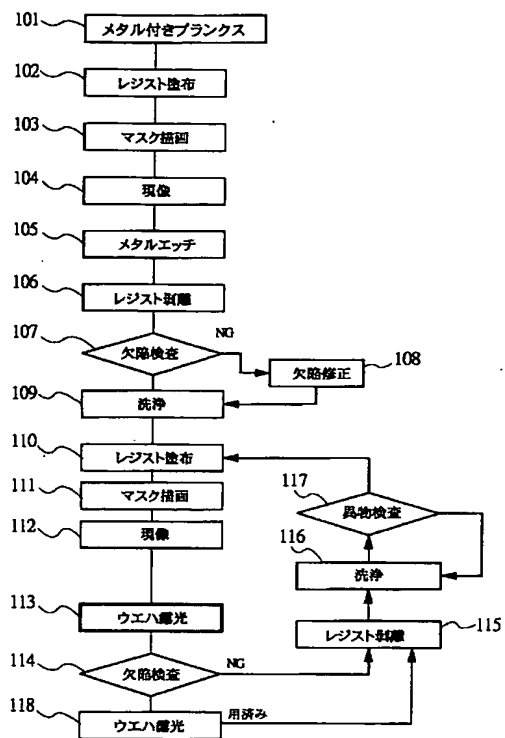 101 メタル付きブランクス
102 レジスト塗布
103 マスク描画
104 現像
105 メタルエッチ
106 レジスト剥離
107 欠陥検査 NG
欠陥修正 108
109 洗浄
110 レジスト塗布
111 マスク描画
117 異物検査
112 現像
116 洗浄
113 ウエハ露光
レジスト剥離 115
114 欠陥検査 NG
118 ウエハ露光 用済み